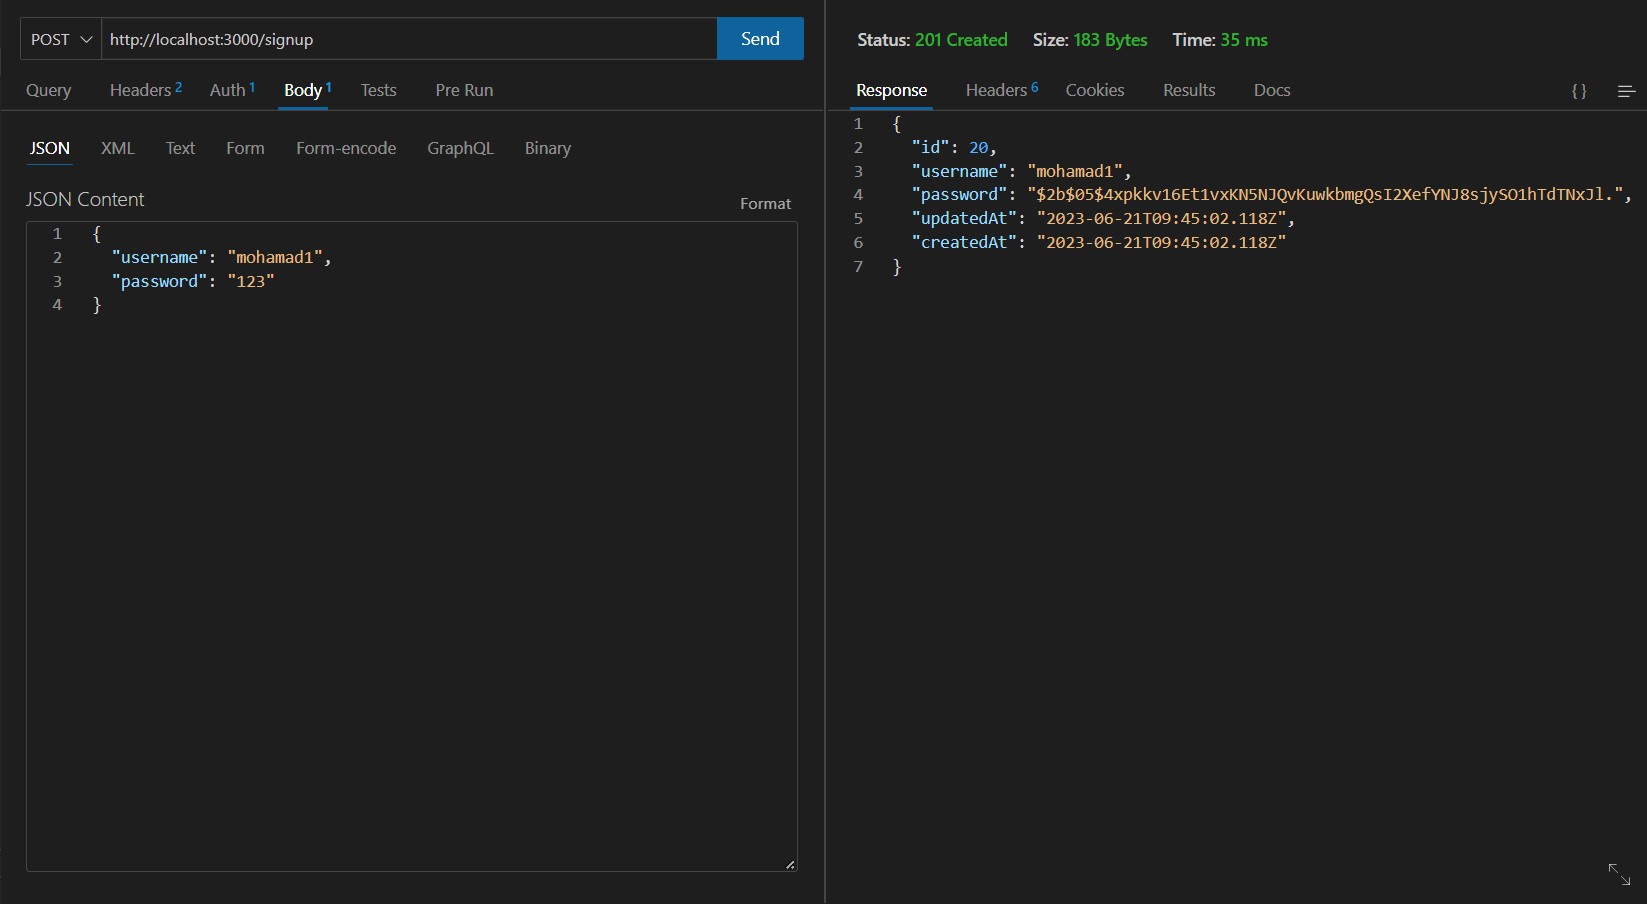 POST http://localhost:3000/signup Send
Query Headers 2 Auth 1 Body 1 Tests Pre Run
JSON XML Text Form Form-encode GraphQL Binary
JSON Content Format
1 {
2 "username": "mohamad1",
3 "password": "123"
4 }
Status: 201 Created Size: 183 Bytes Time: 35 ms
Response Headers 6 Cookies Results Docs {}
1 {
2 "id": 20,
3 "username": "mohamad1",
4 "password": "$2b$05$4xpkkv16Et1vxKN5NJQvKuwkbmgQsI2XefYNJ8sjySO1hTdTNxJl.",
5 "updatedAt": "2023-06-21T09:45:02.118Z",
6 "createdAt": "2023-06-21T09:45:02.118Z"
7 }